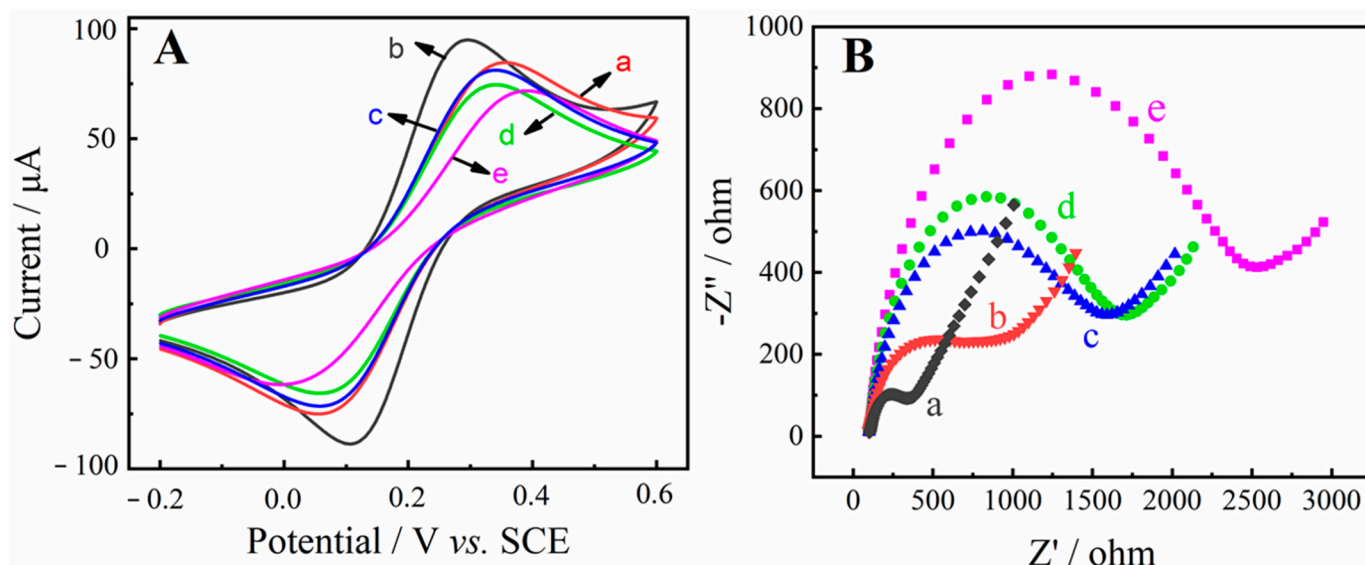 A
100
50
0
−50
−100
−0.2 0.0 0.2 0.4 0.6
Current / μA
Potential / V vs. SCE
b
a
c
d
e
B
1000
800
600
400
200
0
0 500 1000 1500 2000 2500 3000
-Z" / ohm
Z' / ohm
e
d
b
c
a